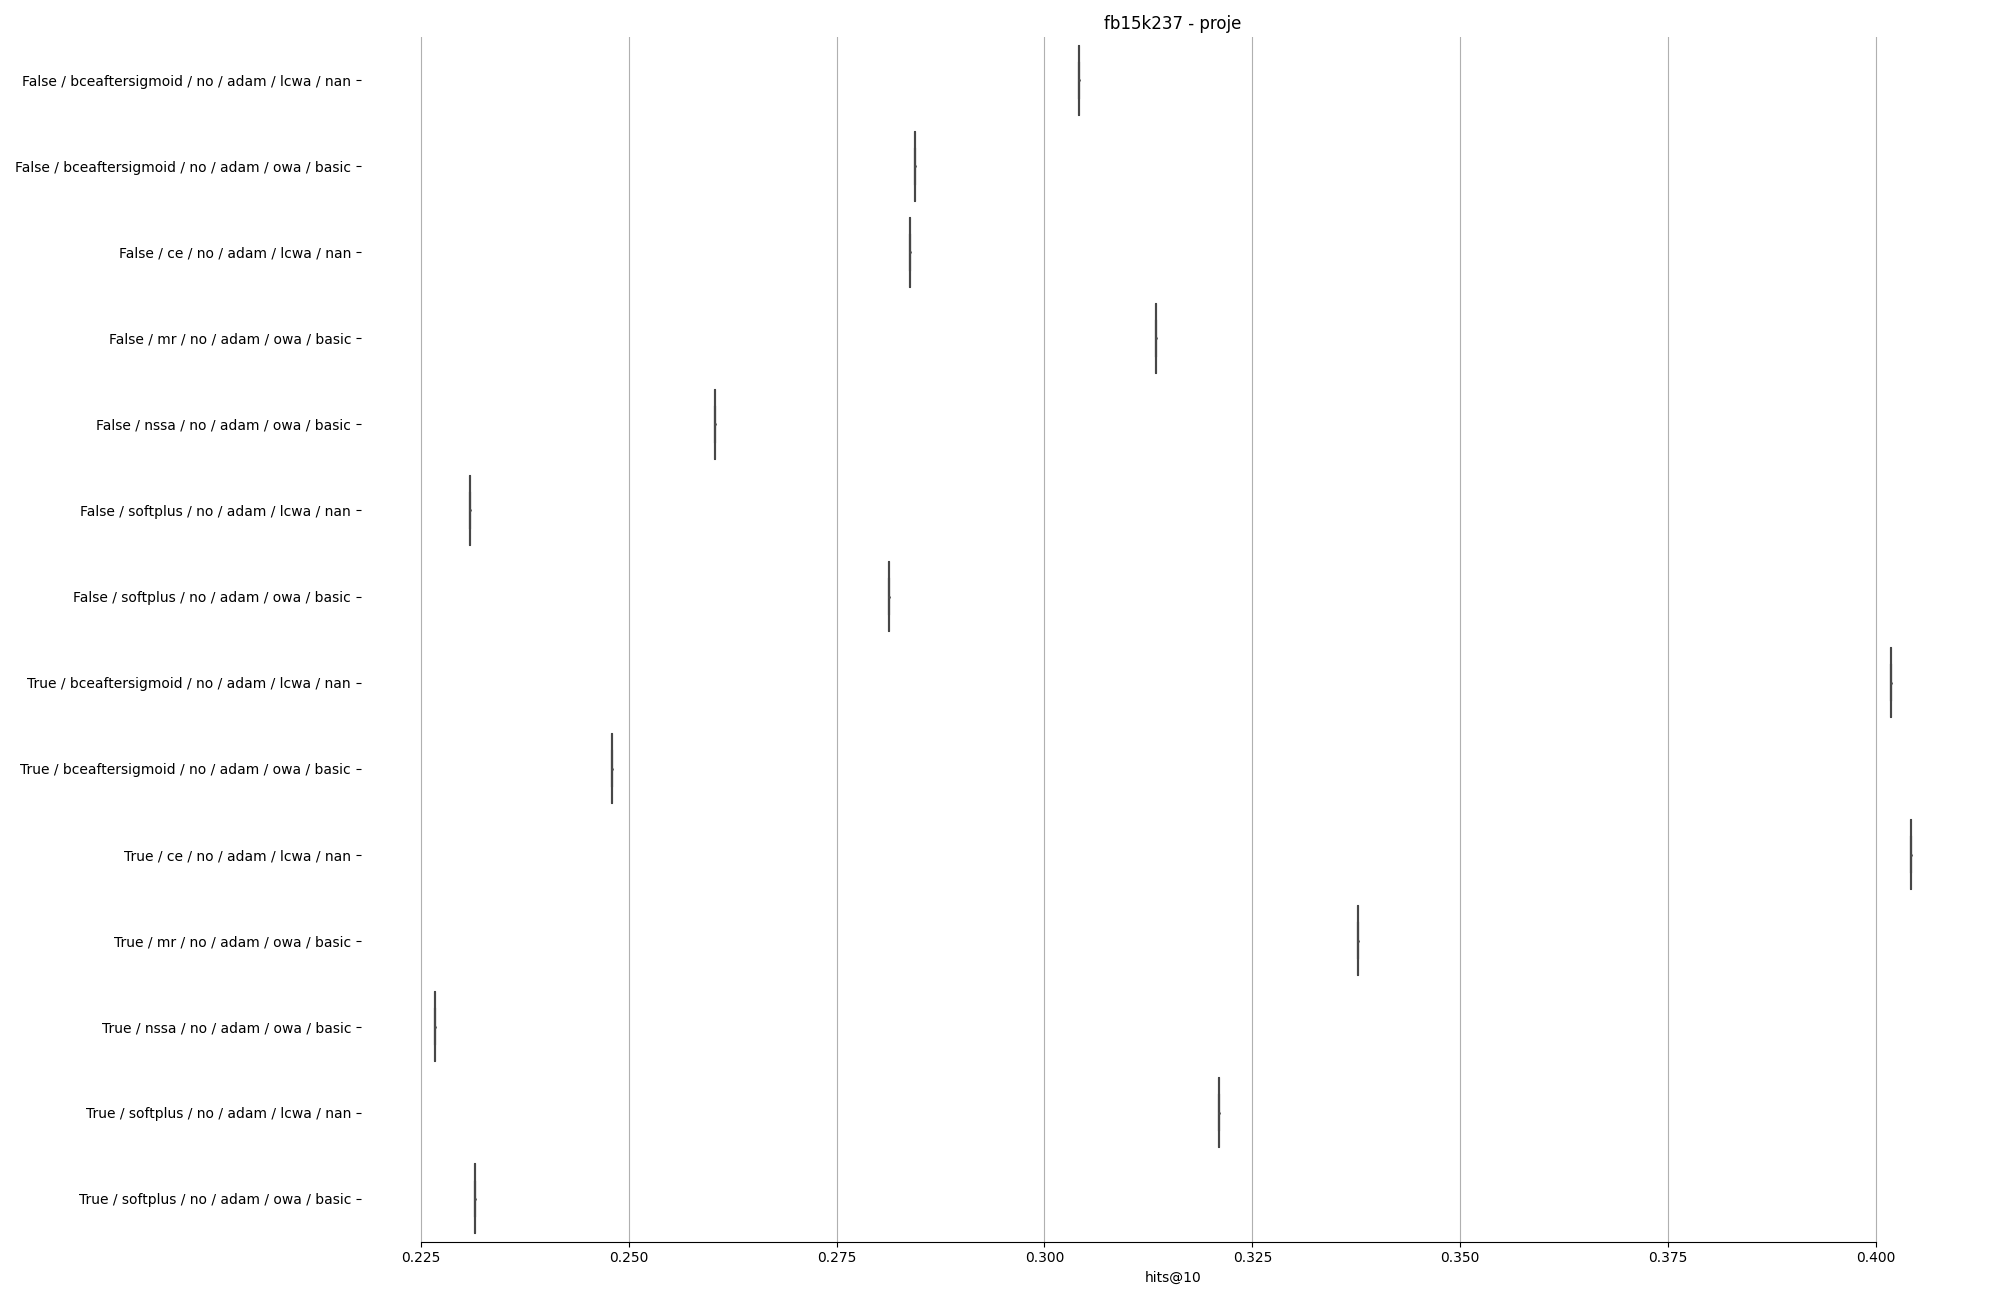 fb15k237 - proje
False / bceaftersigmoid / no / adam / lcwa / nan
False / bceaftersigmoid / no / adam / owa / basic
False / ce / no / adam / lcwa / nan
False / mr / no / adam / owa / basic
False / nssa / no / adam / owa / basic
False / softplus / no / adam / lcwa / nan
False / softplus / no / adam / owa / basic
True / bceaftersigmoid / no / adam / lcwa / nan
True / bceaftersigmoid / no / adam / owa / basic
True / ce / no / adam / lcwa / nan
True / mr / no / adam / owa / basic
True / nssa / no / adam / owa / basic
True / softplus / no / adam / lcwa / nan
True / softplus / no / adam / owa / basic
0.225 0.250 0.275 0.300 0.325 0.350 0.375 0.400
hits@10